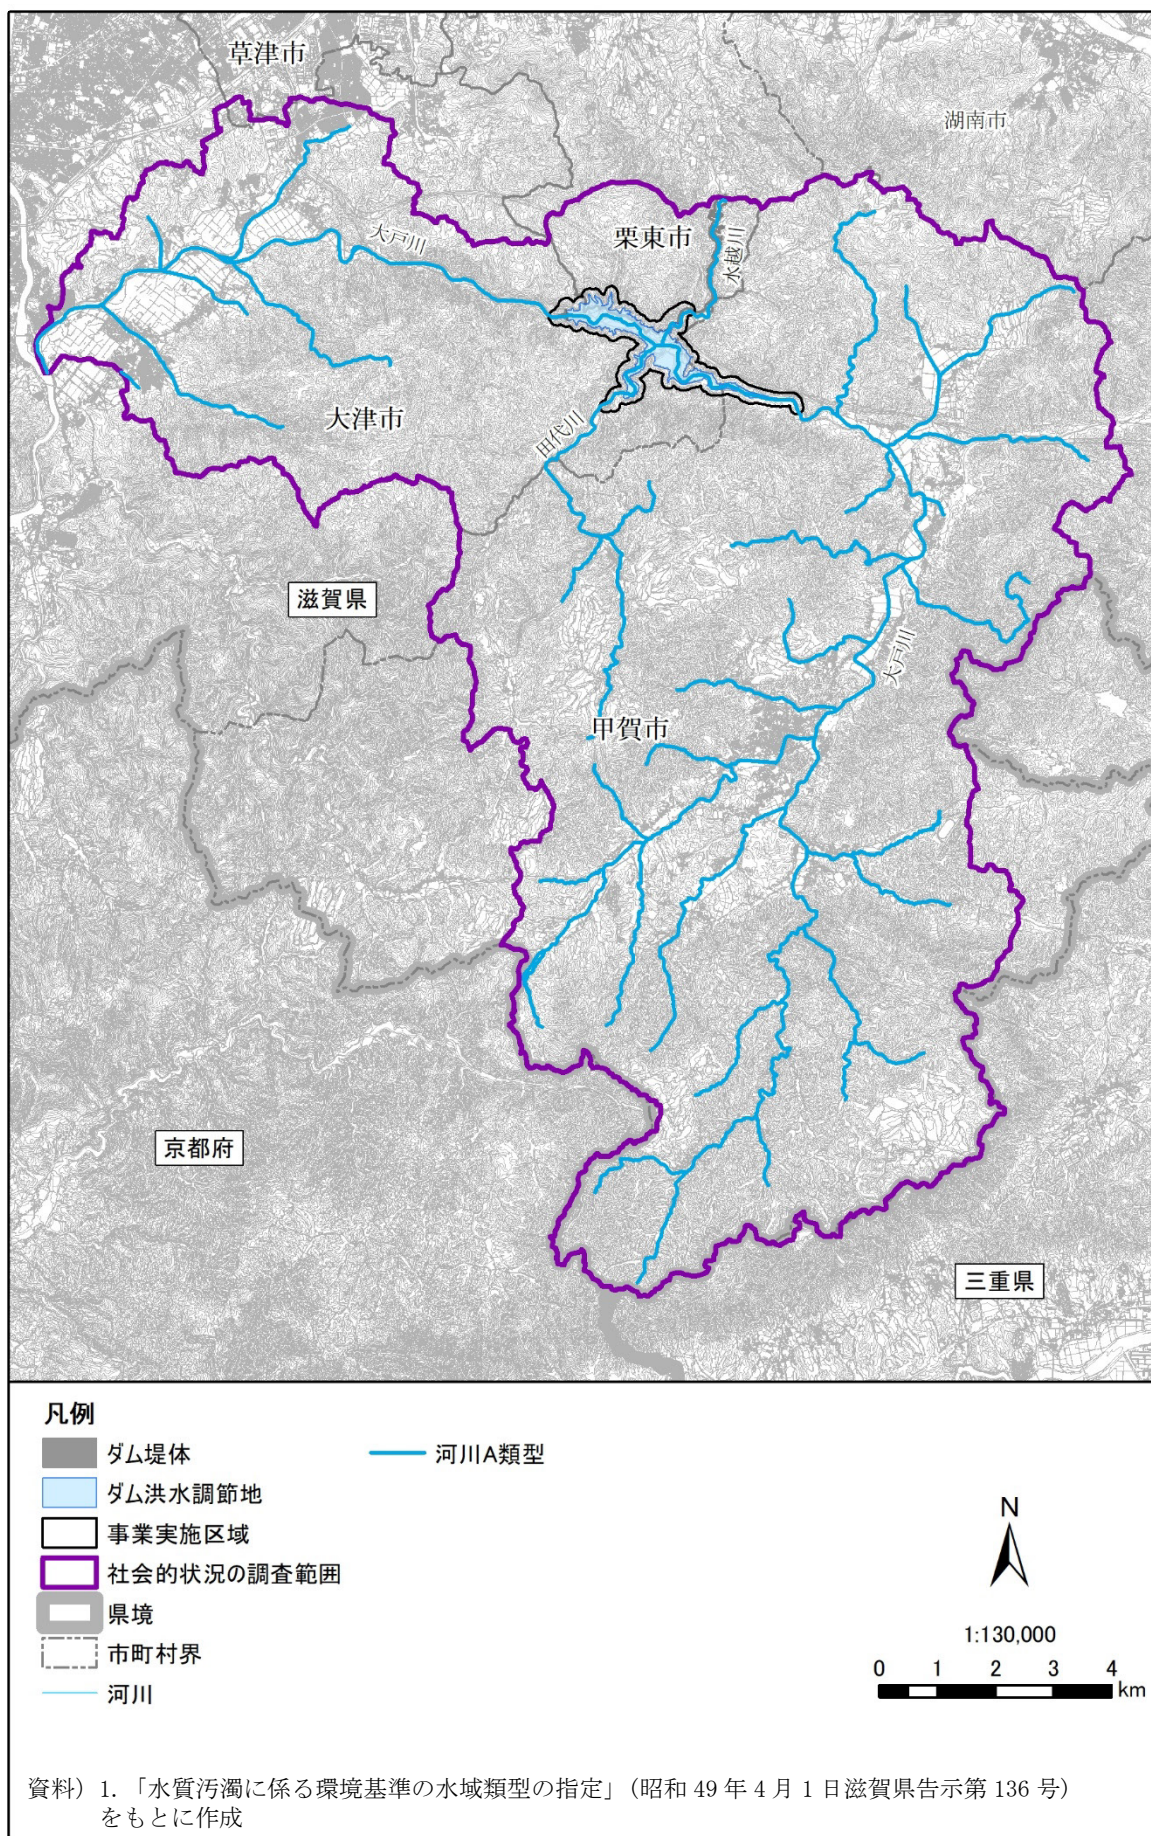 草津市
湖南市
栗東市
大戸川
水越川
大津市
田代川
滋賀県
大戸川
甲賀市
京都府
三重県
凡例
ダム堤体
河川A類型
ダム洪水調節地
事業実施区域
社会的状況の調査範囲
県境
市町村界
河川
N
1:130,000
0 1 2 3 4
km
資料）1. 「水質汚濁に係る環境基準の水域類型の指定」（昭和 49 年 4 月 1 日滋賀県告示第 136 号）
をもとに作成